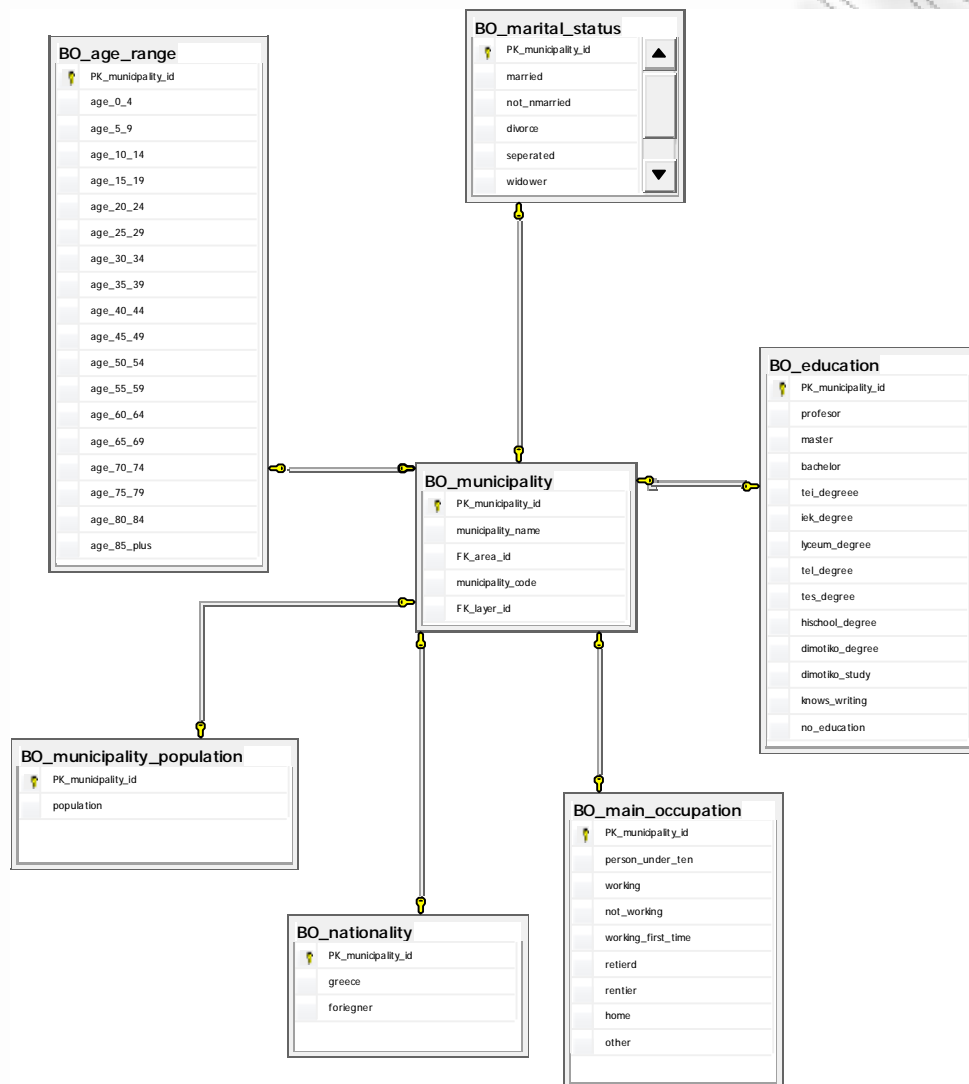 BO_age_range
PK_municipality_id
age_0_4
age_5_9
age_10_14
age_15_19
age_20_24
age_25_29
age_30_34
age_35_39
age_40_44
age_45_49
age_50_54
age_55_59
age_60_64
age_65_69
age_70_74
age_75_79
age_80_84
age_85_plus
BO_marital_status
PK_municipality_id
married
not_nmarried
divorce
seperated
widower
BO_education
PK_municipality_id
profesor
master
bachelor
tei_degreee
iek_degree
lyceum_degree
tel_degree
tes_degree
hischool_degree
dimotiko_degree
dimotiko_study
knows_writing
no_education
BO_municipality
PK_municipality_id
municipality_name
FK_area_id
municipality_code
FK_layer_id
BO_municipality_population
PK_municipality_id
population
BO_nationality
PK_municipality_id
greece
foriegner
BO_main_occupation
PK_municipality_id
person_under_ten
working
not_working
working_first_time
retierd
rentier
home
other